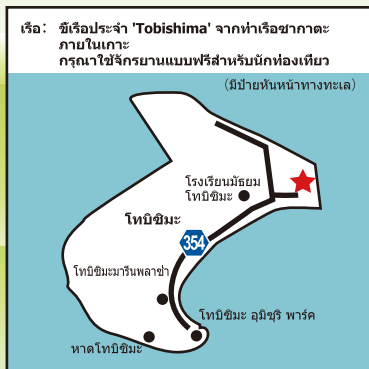 เรือ: ขี่เรือประจำ 'Tobishima' จากท่าเรือซากาตะ
ภายในเกาะ
กรุณาใช้จักรยานแบบฟรีสำหรับนักท่องเที่ยว
(มีป้ายหันหน้าทางทะเล)
โรงเรียนมัธยม
โทบิชิมะ
โทบิชิมะ
354
โทบิชิมะมารีนพลาซ่า
โทบิชิมะ อุมิซุริ พาร์ค
หาดโทบิชิมะ